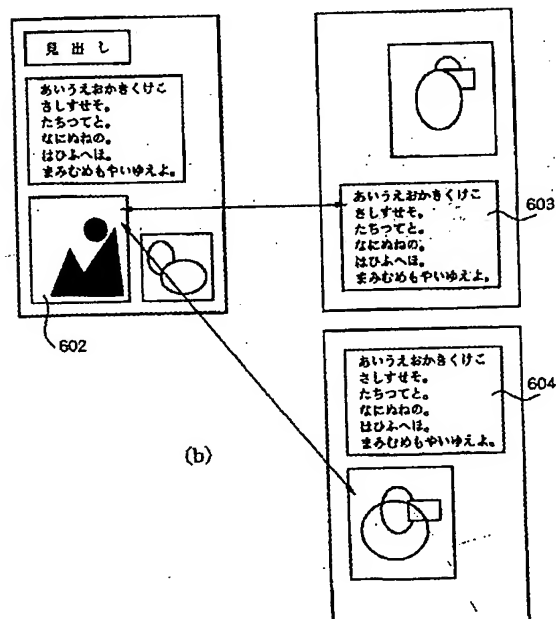 見出し
あいうえおかきくけこ
さしすせそ。
たちつてと。
なにぬねの。
はひふへほ。
まみむめもやいゆえよ。
602
(b)
あいうえおかきくけこ
さしすせそ。
たちつてと。
なにぬねの。
はひふへほ。
まみむめもやいゆえよ。
603
あいうえおかきくけこ
さしすせそ。
たちつてと。
なにぬねの。
はひふへほ。
まみむめもやいゆえよ。
604